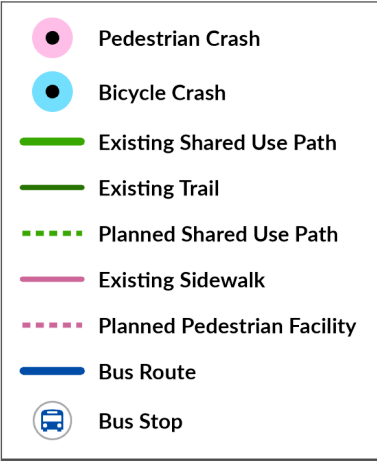 Pedestrian Crash
Bicycle Crash
Existing Shared Use Path
Existing Trail
Planned Shared Use Path
Existing Sidewalk
Planned Pedestrian Facility
Bus Route
Bus Stop